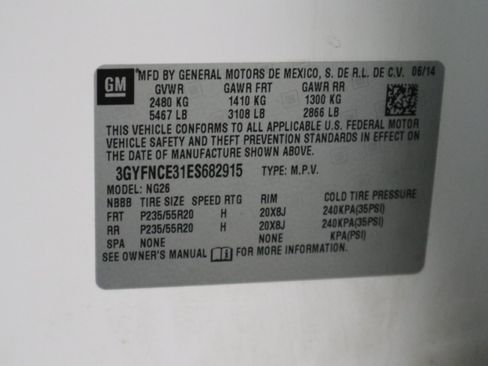 GM MFD BY GENERAL MOTORS DE MEXICO, S. DE R.L. DE C.V. 06/14
GVWR GAWR FRT GAWR RR
2480 KG 1410 KG 1300 KG
5467 LB 3108 LB 2866 LB
THIS VEHICLE CONFORMS TO ALL APPLICABLE U.S. FEDERAL MOTOR
VEHICLE SAFETY AND THEFT PREVENTION STANDARDS IN EFFECT ON
THE DATE OF MANUFACTURE SHOWN ABOVE.
3GYFNCE31ES682915 TYPE: M.P.V.
MODEL: NG26
NBBB TIRE SIZE SPEED RTG RIM COLD TIRE PRESSURE
FRT P235/55R20 H 20X8J 240KPA(35PSI)
RR P235/55R20 H 20X8J 240KPA(35PSI)
SPA NONE NONE KPA(PSI)
SEE OWNER'S MANUAL FOR MORE INFORMATION.